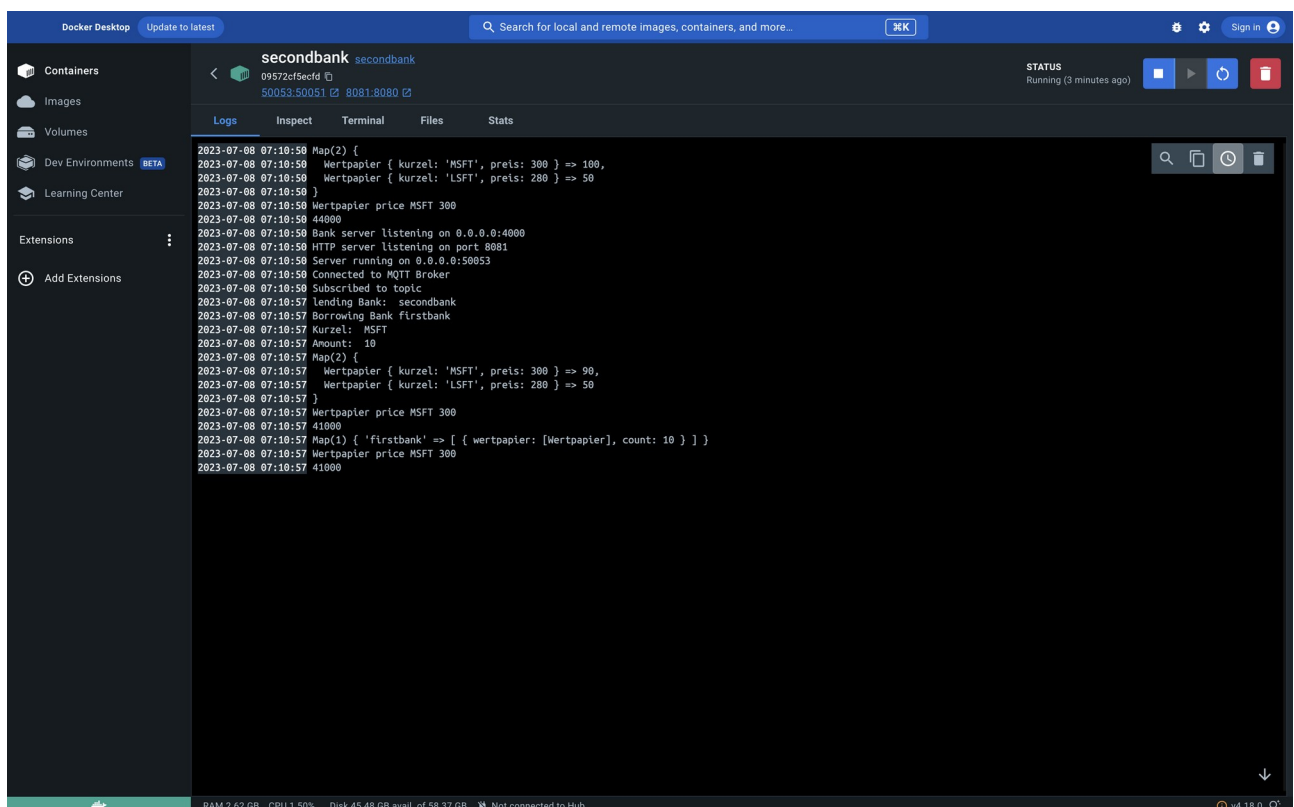 Docker Desktop Update to latest
Search for local and remote images, containers, and more... ⌘K
Sign in
Containers
Images
Volumes
Dev Environments BETA
Learning Center
Extensions
Add Extensions
secondbank secondbank
09572cf5ecfd
50053:50051 8081:8080
STATUS
Running (3 minutes ago)
Logs Inspect Terminal Files Stats
2023-07-08 07:10:50 Map(2) {
2023-07-08 07:10:50   Wertpapier { kurzel: 'MSFT', preis: 300 } => 100,
2023-07-08 07:10:50   Wertpapier { kurzel: 'LSFT', preis: 280 } => 50
2023-07-08 07:10:50 }
2023-07-08 07:10:50 Wertpapier price MSFT 300
2023-07-08 07:10:50 44000
2023-07-08 07:10:50 Bank server listening on 0.0.0.0:4000
2023-07-08 07:10:50 HTTP server listening on port 8081
2023-07-08 07:10:50 Server running on 0.0.0.0:50053
2023-07-08 07:10:50 Connected to MQTT Broker
2023-07-08 07:10:50 Subscribed to topic
2023-07-08 07:10:57 lending Bank:  secondbank
2023-07-08 07:10:57 Borrowing Bank firstbank
2023-07-08 07:10:57 Kurzel:  MSFT
2023-07-08 07:10:57 Amount:  10
2023-07-08 07:10:57 Map(2) {
2023-07-08 07:10:57   Wertpapier { kurzel: 'MSFT', preis: 300 } => 90,
2023-07-08 07:10:57   Wertpapier { kurzel: 'LSFT', preis: 280 } => 50
2023-07-08 07:10:57 }
2023-07-08 07:10:57 Wertpapier price MSFT 300
2023-07-08 07:10:57 41000
2023-07-08 07:10:57 Map(1) { 'firstbank' => [ { wertpapier: [Wertpapier], count: 10 } ] }
2023-07-08 07:10:57 Wertpapier price MSFT 300
2023-07-08 07:10:57 41000
RAM 2.62 GB CPU 1.50% Disk 45.48 GB avail. of 58.37 GB Not connected to Hub v4.18.0